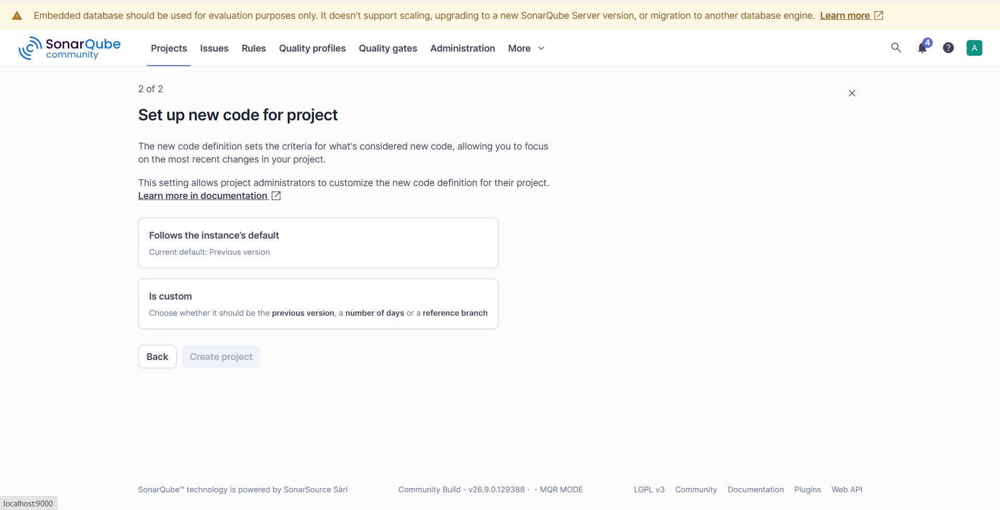 Embedded database should be used for evaluation purposes only. It doesn't support scaling, upgrading to a new SonarQube Server version, or migration to another database engine. Learn more
SonarQube
community
Projects Issues Rules Quality profiles Quality gates Administration More
4
?
A
2 of 2
Set up new code for project
The new code definition sets the criteria for what's considered new code, allowing you to focus
on the most recent changes in your project.
This setting allows project administrators to customize the new code definition for their project.
Learn more in documentation
Follows the instance’s default
Current default: Previous version
Is custom
Choose whether it should be the previous version, a number of days or a reference branch
Back Create project
SonarQube™ technology is powered by SonarSource Sàrl Community Build • v26.9.0.129388 • • MQR MODE LGPL v3 Community Documentation Plugins Web API
localhost:9000